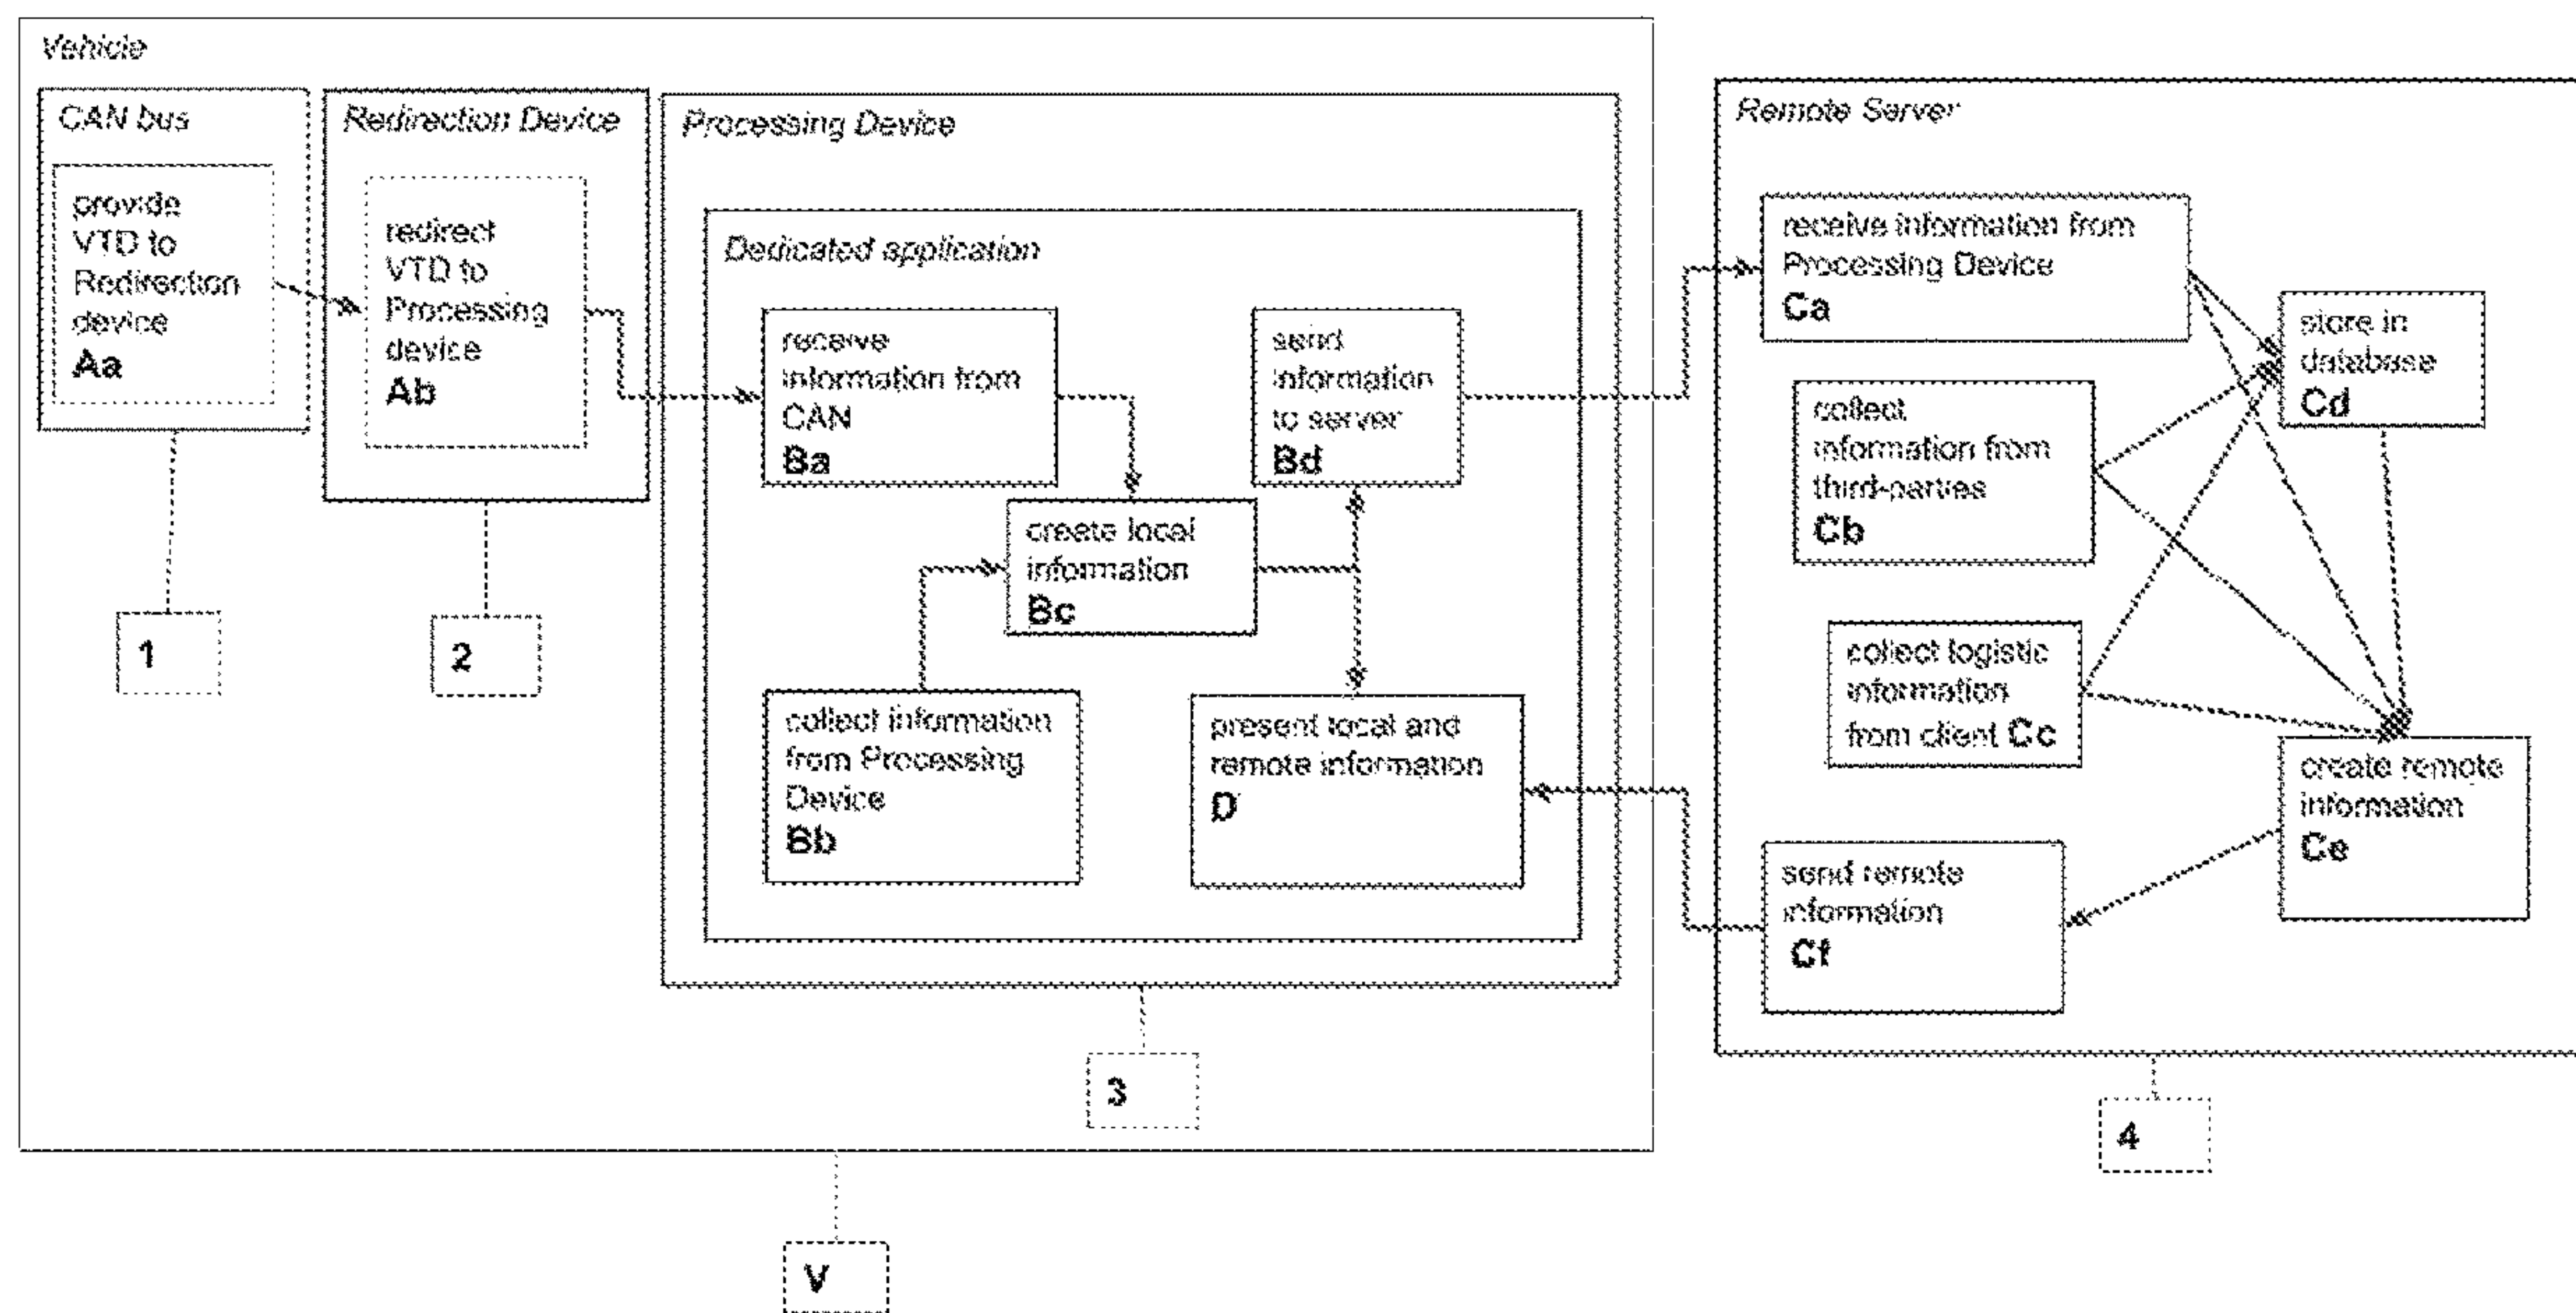 Vehicle
CAN bus
provide
VTD to
Redirection
device
Aa
Redirection Device
redirect
VTD to
Processing
device
Ab
Processing Device
Dedicated application
receive
information from
CAN
Ba
send
information
to server
Bd
create local
information
Bc
collect information
from Processing
Device
Bb
present local and
remote information
D
Remote Server
receive information from
Processing Device
Ca
store in
database
Cd
collect
information from
third-parties
Cb
collect logistic
information
from client Cc
create remote
information
Ce
send remote
information
Cf
1
2
3
4
V